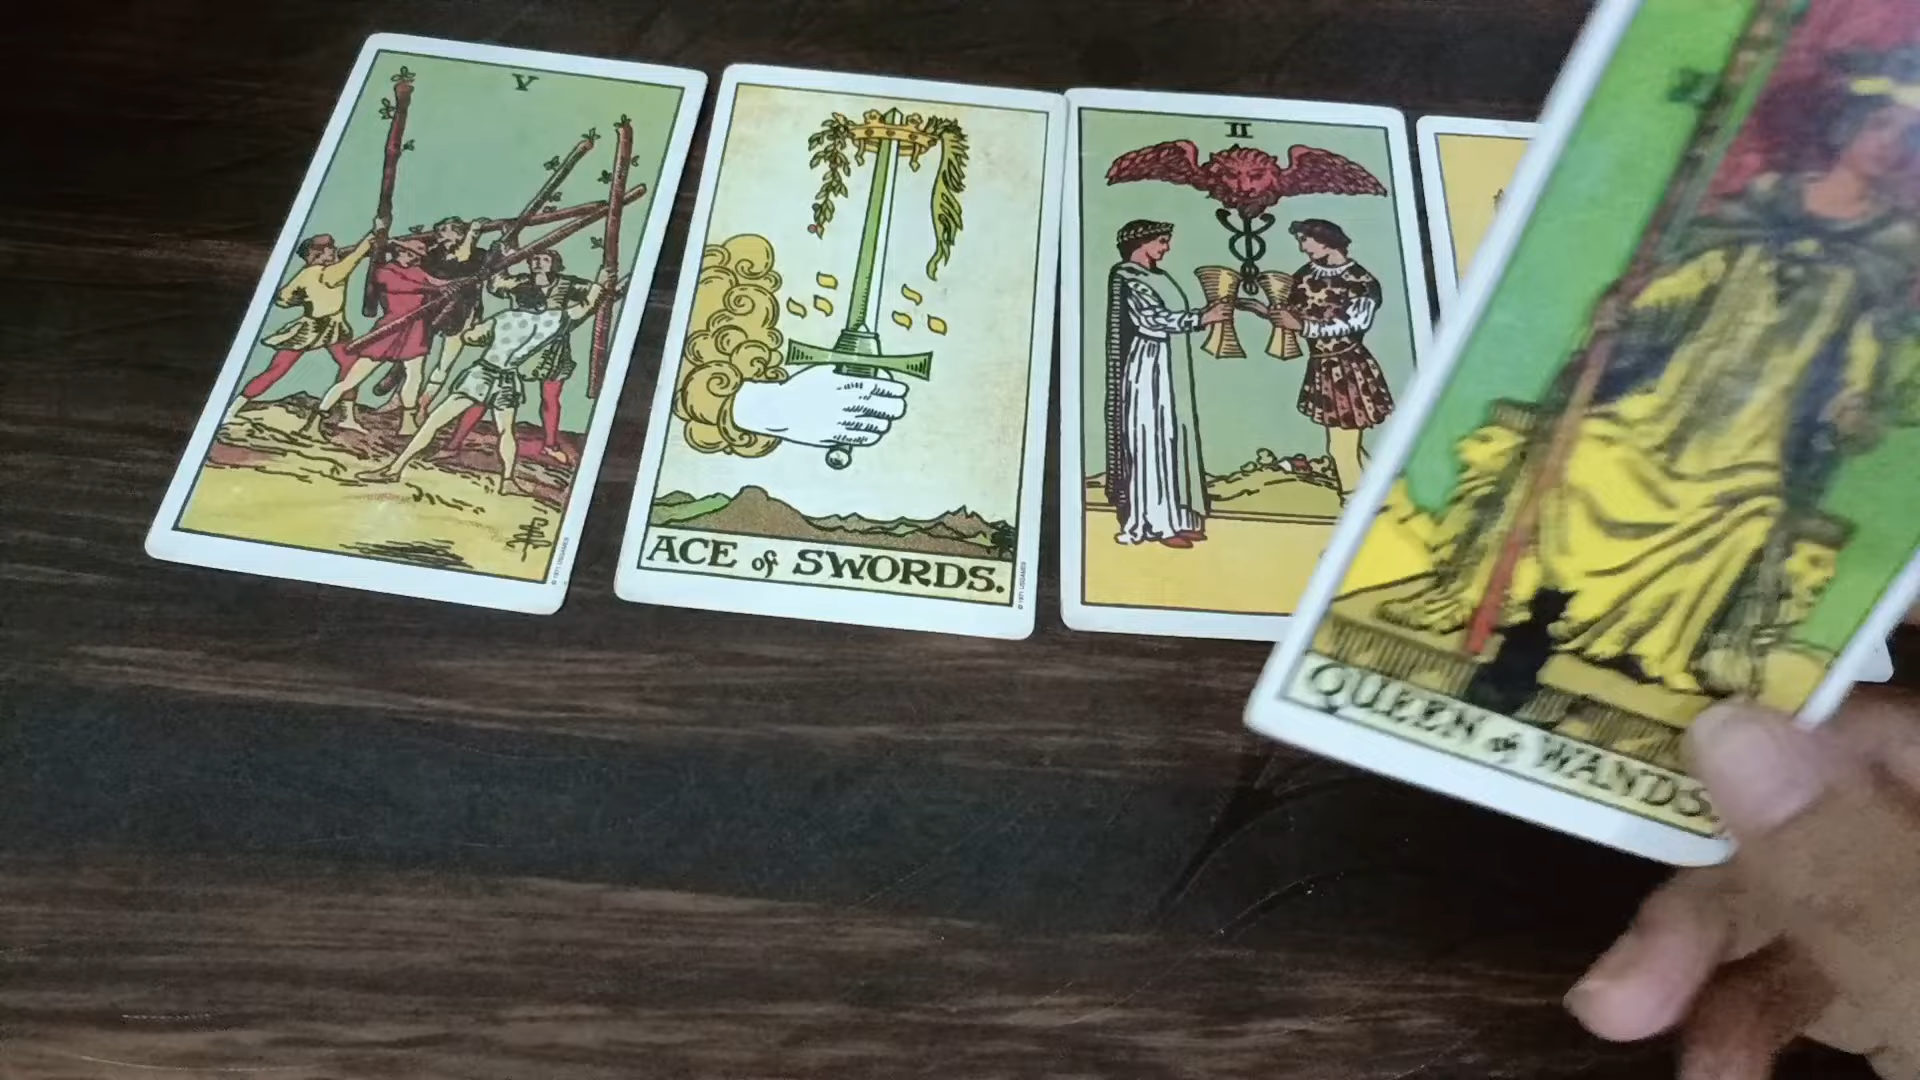 V
ACE of SWORDS.
II
QUEEN of WANDS.